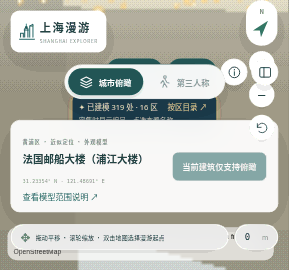 上海漫游
SHANGHAI EXPLORER
N
城市俯瞰
第三人称
✦ 已建模 319 处 · 16 区 按区目录 ↗
黄浦区 · 近似定位 · 外观模型
法国邮船大楼（浦江大楼）
31.23354° N · 121.48691° E
查看模型范围说明 ↗
当前建筑仅支持俯瞰
拖动平移 · 滚轮缩放 · 双击地图选择漫游起点
0 m
OpenStreetMap